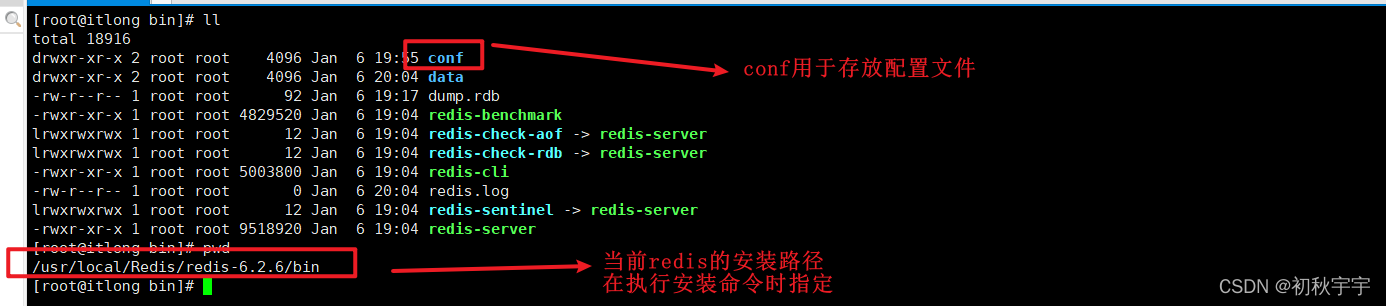 [root@itlong bin]# ll
total 18916
drwxr-xr-x 2 root root    4096 Jan  6 19:55 conf
conf用于存放配置文件
drwxr-xr-x 2 root root    4096 Jan  6 20:04 data
-rw-r--r-- 1 root root      92 Jan  6 19:17 dump.rdb
-rwxr-xr-x 1 root root 4829520 Jan  6 19:04 redis-benchmark
lrwxrwxrwx 1 root root      12 Jan  6 19:04 redis-check-aof -> redis-server
lrwxrwxrwx 1 root root      12 Jan  6 19:04 redis-check-rdb -> redis-server
-rwxr-xr-x 1 root root 5003800 Jan  6 19:04 redis-cli
-rw-r--r-- 1 root root       0 Jan  6 20:04 redis.log
lrwxrwxrwx 1 root root      12 Jan  6 19:04 redis-sentinel -> redis-server
-rwxr-xr-x 1 root root 9518920 Jan  6 19:04 redis-server
[root@itlong bin]# pwd
/usr/local/Redis/redis-6.2.6/bin
当前redis的安装路径
在执行安装命令时指定
[root@itlong bin]#
CSDN @初秋宇宇